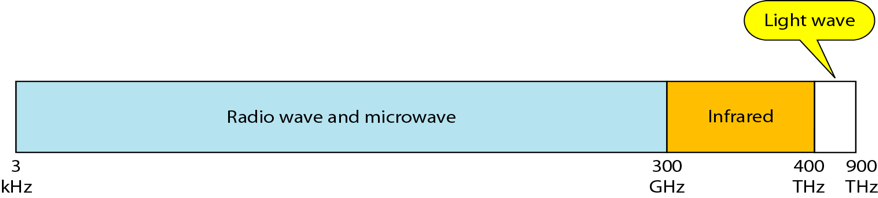 Light wave
Radio wave and microwave
Infrared
3 300 400 900
kHz GHz THz THz